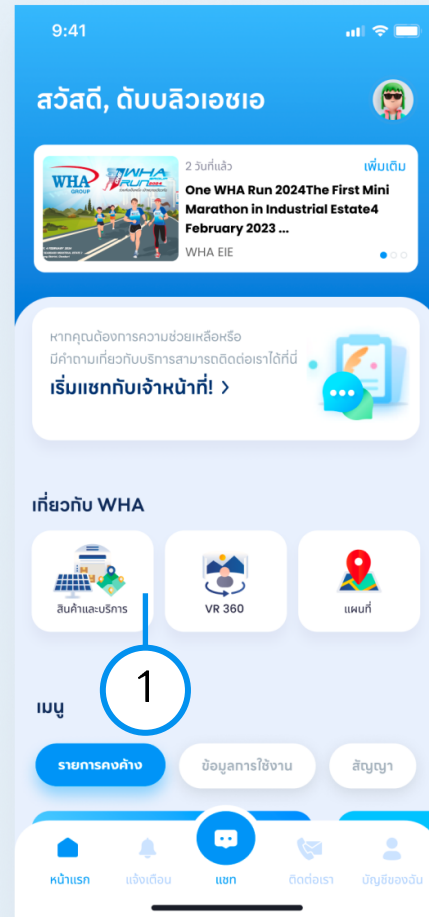 9:41
สวัสดี, ดับบลิวเอชเอ
2 วันที่แล้ว
เพิ่มเติม
WHA
GROUP
WHA
RUN 2024
One WHA Run 2024The First Mini
Marathon in Industrial Estate4
February 2023 ...
WHA EIE
หากคุณต้องการความช่วยเหลือหรือ
มีคำถามเกี่ยวกับบริการสามารถติดต่อเราได้ที่นี่
เริ่มแชทกับเจ้าหน้าที่! >
เกี่ยวกับ WHA
สินค้าและบริการ
VR 360
แผนที่
1
เมนู
รายการคงค้าง
ข้อมูลการใช้งาน
สัญญา
หน้าแรก
แจ้งเตือน
แชท
ติดต่อเรา
บัญชีของฉัน